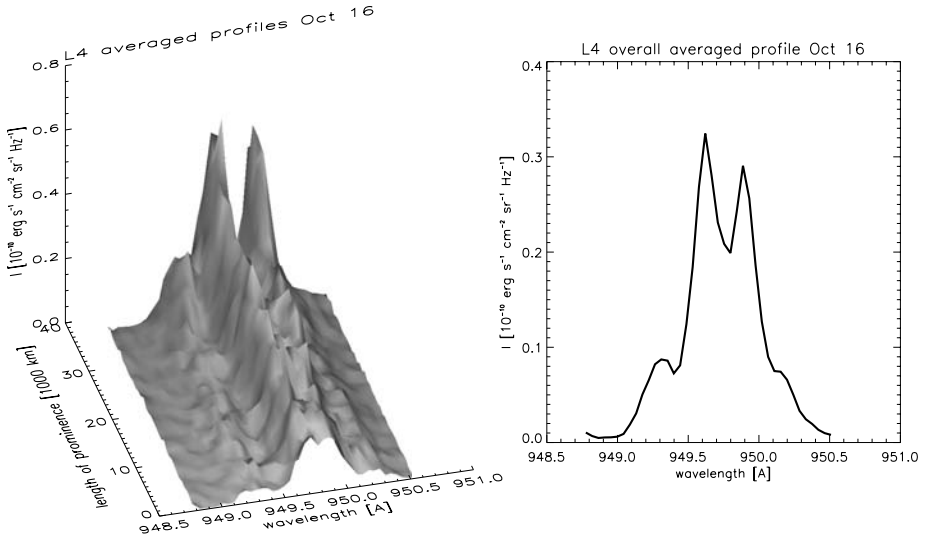 L4 averaged profiles Oct 16
0.8
0.6
0.4
0.2
0.0
I [10⁻¹⁰ erg s⁻¹ cm⁻² sr⁻¹ Hz⁻¹]
40
30
20
10
0
length of prominence [1000 km]
948.5 949.0 949.5 950.0 950.5 951.0
wavelength [A]
L4 overall averaged profile Oct 16
0.4
0.3
0.2
0.1
0.0
I [10⁻¹⁰ erg s⁻¹ cm⁻² sr⁻¹ Hz⁻¹]
948.5 949.0 949.5 950.0 950.5 951.0
wavelength [A]